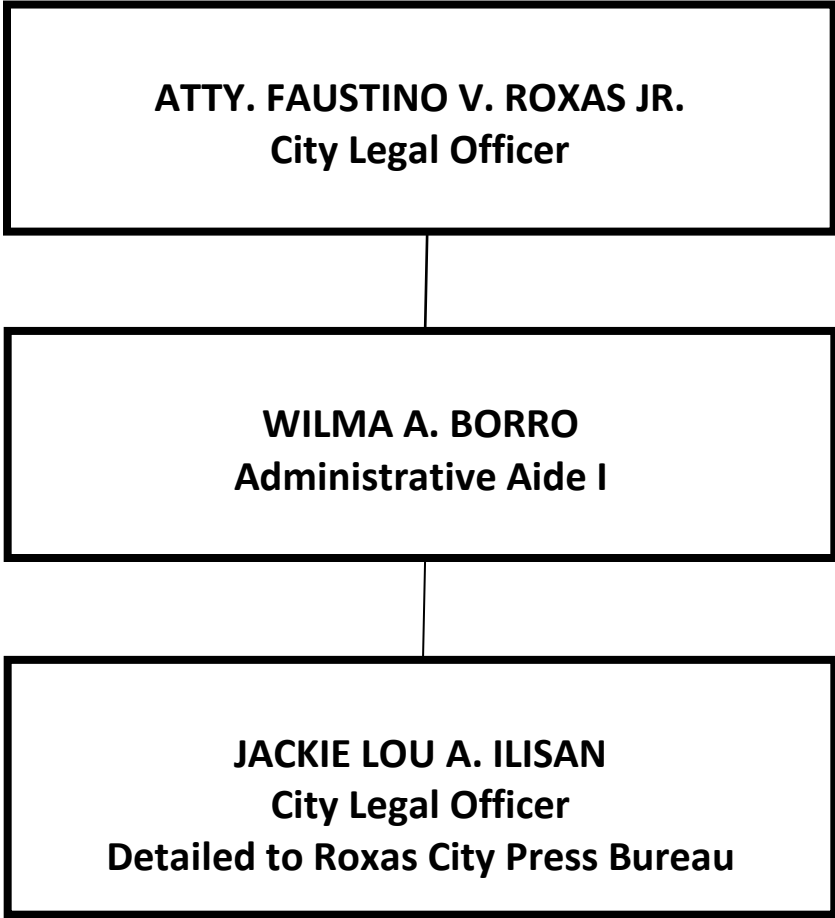 ATTY. FAUSTINO V. ROXAS JR.
City Legal Officer
WILMA A. BORRO
Administrative Aide I
JACKIE LOU A. ILISAN
City Legal Officer
Detailed to Roxas City Press Bureau